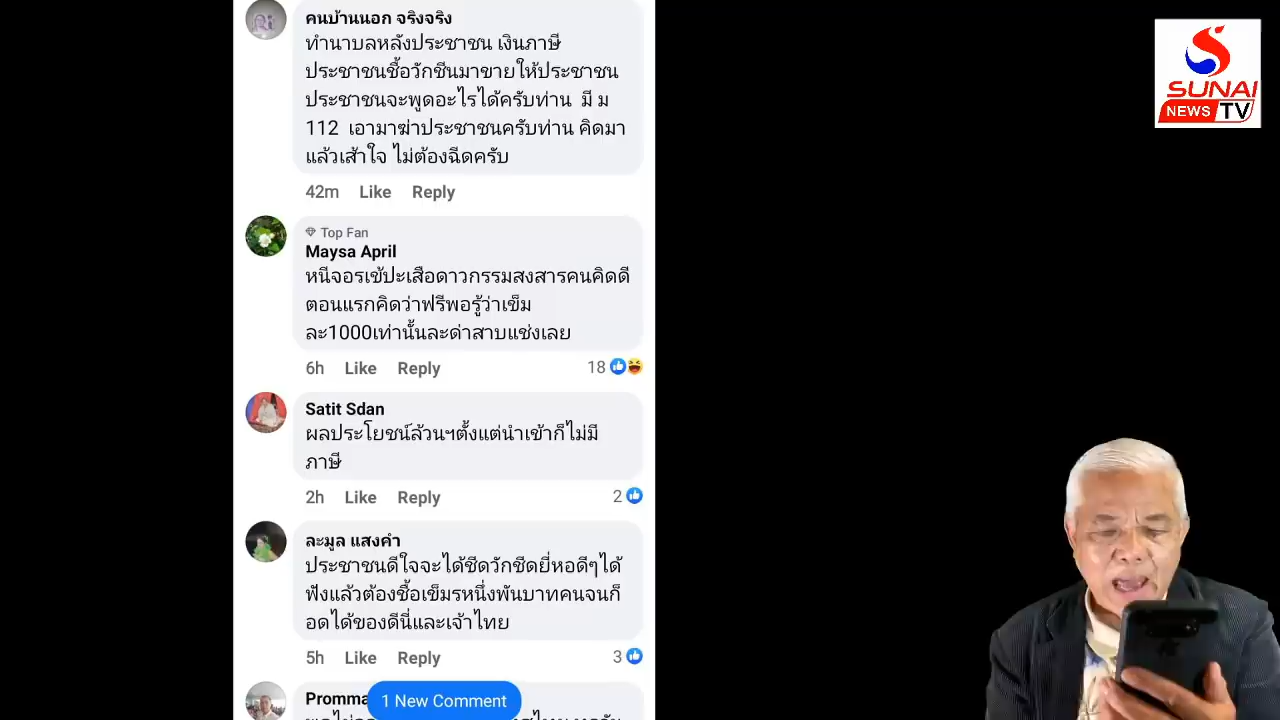 คนบ้านนอก จริงจริง
ทำนาบลหลังประชาชน เงินภาษี
ประชาชนซื้อวักชีนมาขายให้ประชาชน
ประชาชนจะพูดอะไรได้ครับท่าน มี ม
112 เอามาฆ่าประชาชนครับท่าน คิดมา
แล้วเส้าใจ ไม่ต้องฉีดครับ
42m Like Reply
Top Fan
Maysa April
หนีจอรเข้ปะเสือดาวกรรมสงสารคนคิดดี
ตอนแรกคิดว่าฟรีพอรู้ว่าเข็ม
ละ1000เท่านั้นละด่าสาบแช่งเลย
6h Like Reply 18
Satit Sdan
ผลประโยชน์ล้วนฯตั้งแต่นำเข้าก็ไม่มี
ภาษี
2h Like Reply 2
ละมูล แสงคำ
ประชาชนดีใจจะได้ชีดวักชีดยี่หอดีๆได้
ฟังแล้วต้องซื้อเข็มรหนึ่งพันบาทคนจนก็
อดได้ของดีนี่และเจ้าไทย
5h Like Reply 3
Promma
1 New Comment
SUNAI
NEWS TV